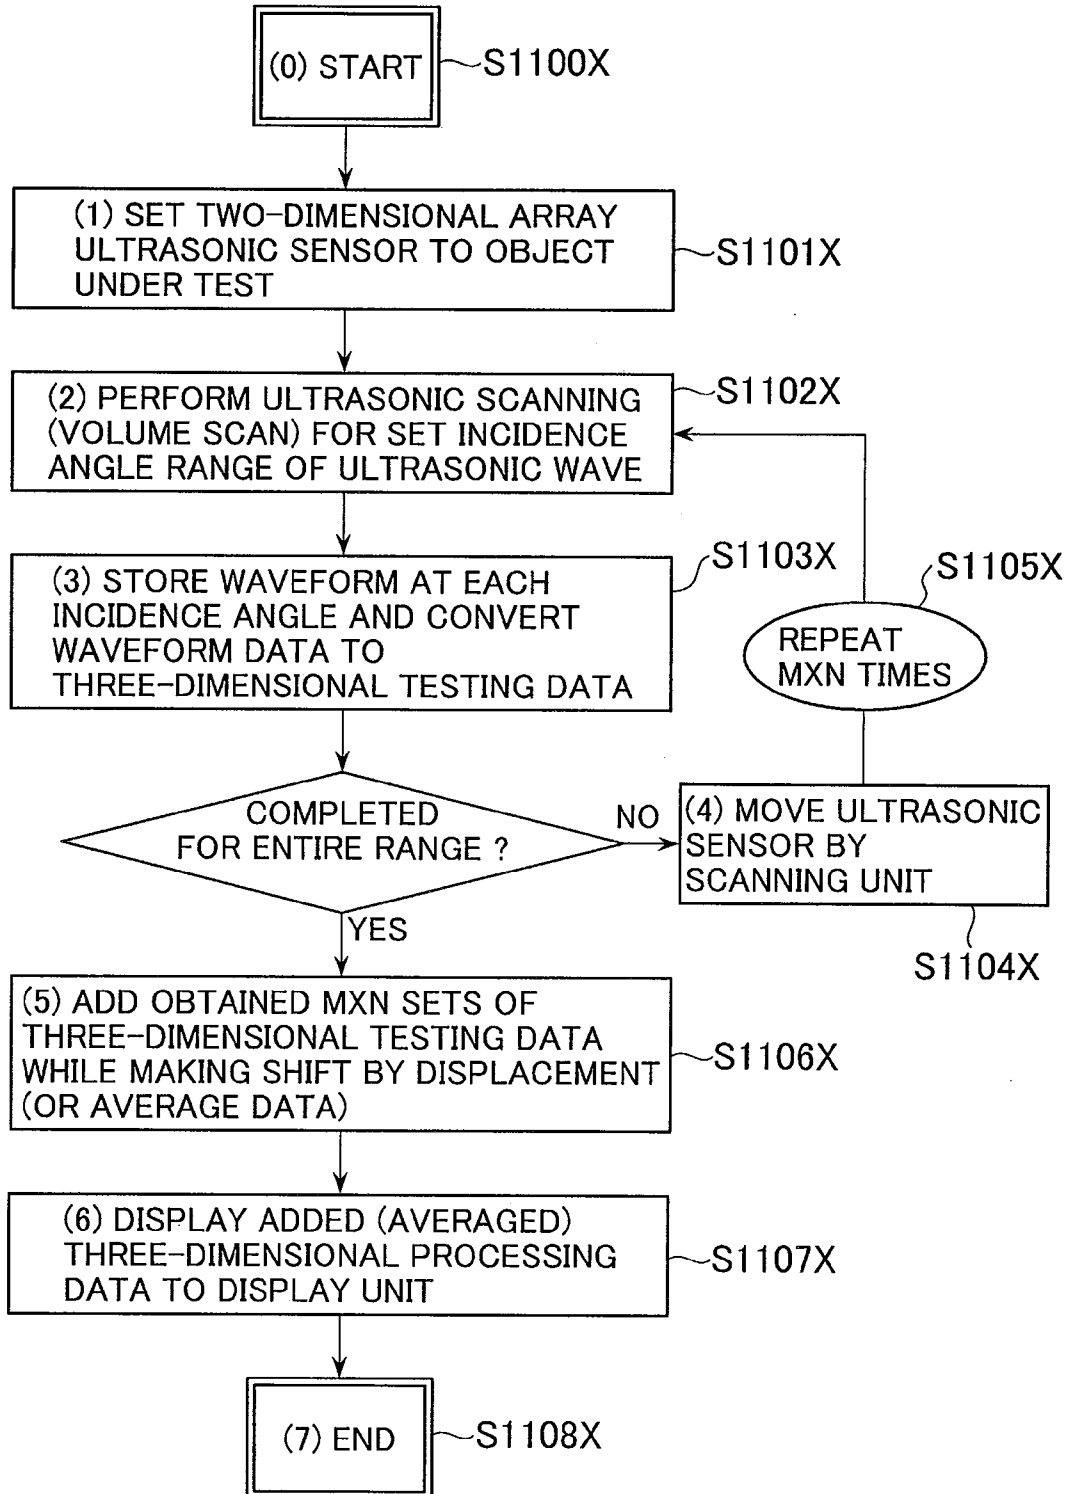 (0) START
S1100X
(1) SET TWO-DIMENSIONAL ARRAY
ULTRASONIC SENSOR TO OBJECT
UNDER TEST
S1101X
(2) PERFORM ULTRASONIC SCANNING
(VOLUME SCAN) FOR SET INCIDENCE
ANGLE RANGE OF ULTRASONIC WAVE
S1102X
(3) STORE WAVEFORM AT EACH
INCIDENCE ANGLE AND CONVERT
WAVEFORM DATA TO
THREE-DIMENSIONAL TESTING DATA
S1103X
S1105X
REPEAT
MXN TIMES
COMPLETED
FOR ENTIRE RANGE ?
NO
(4) MOVE ULTRASONIC
SENSOR BY
SCANNING UNIT
S1104X
YES
(5) ADD OBTAINED MXN SETS OF
THREE-DIMENSIONAL TESTING DATA
WHILE MAKING SHIFT BY DISPLACEMENT
(OR AVERAGE DATA)
S1106X
(6) DISPLAY ADDED (AVERAGED)
THREE-DIMENSIONAL PROCESSING
DATA TO DISPLAY UNIT
S1107X
(7) END
S1108X